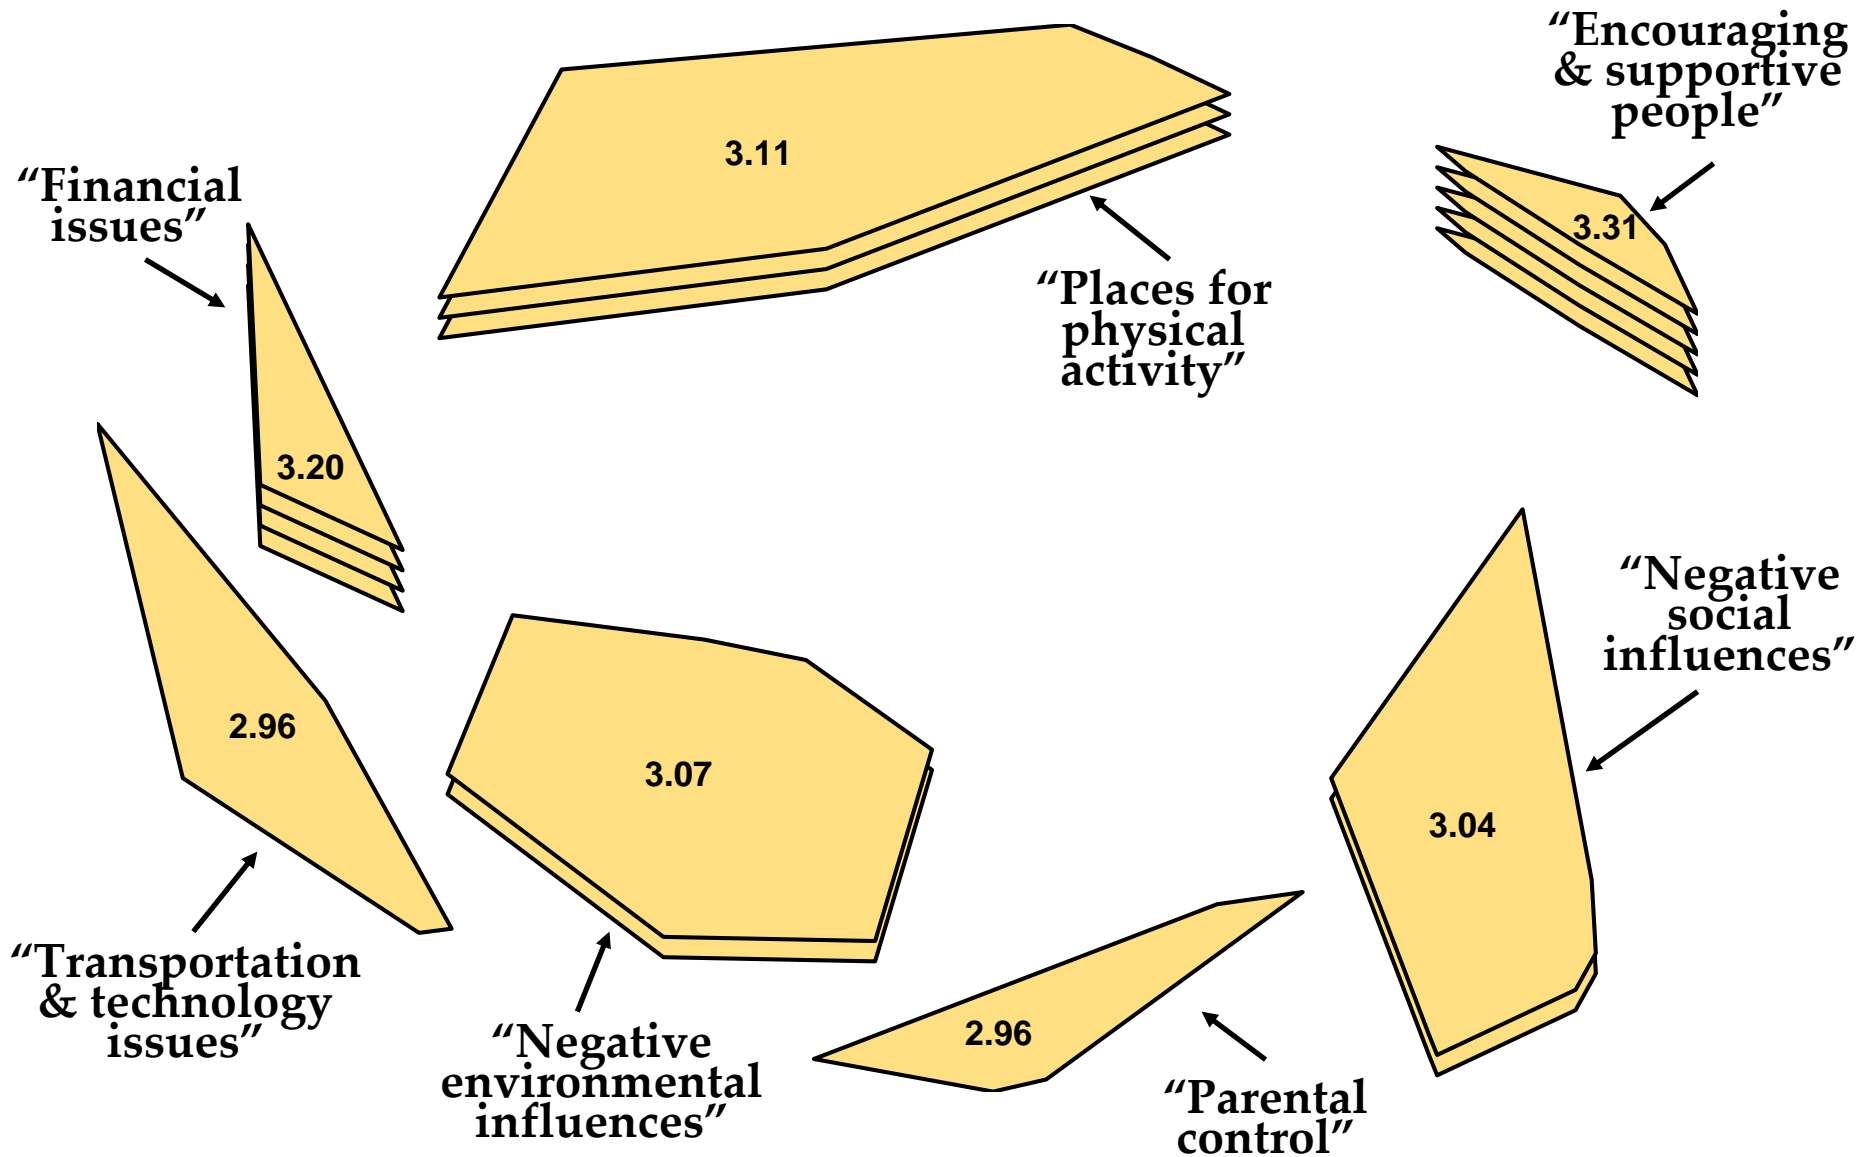 “Encouraging
& supportive
people”
3.11
“Financial
issues”
3.31
“Places for
physical
activity”
3.20
“Negative
social
influences”
2.96
3.07
3.04
“Transportation
& technology
issues”
“Negative
environmental
influences”
2.96
“Parental
control”